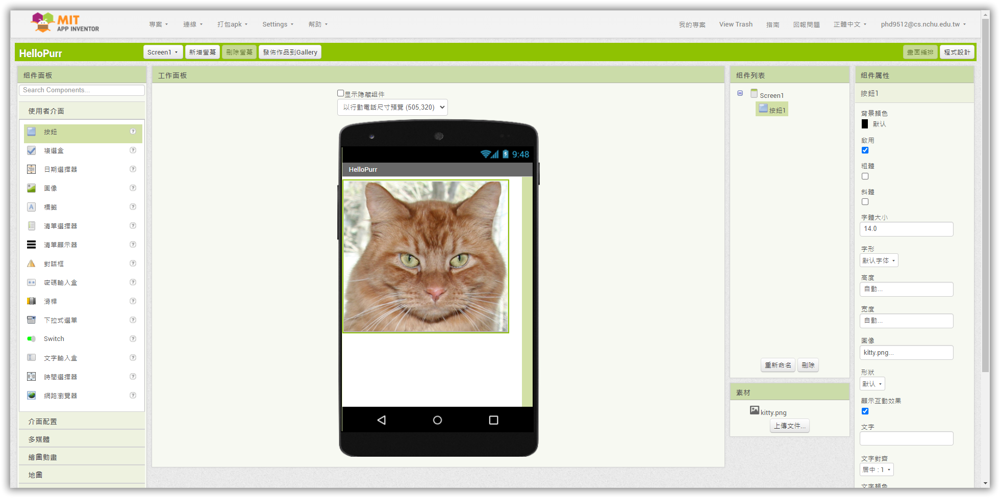 MIT
APP INVENTOR
專案
連線
打包apk
Settings
幫助
我的專案
View Trash
指南
回報問題
正體中文
phd9512@cs.nchu.edu.tw
HelloPurr
Screen1
新增螢幕
刪除螢幕
發佈作品到Gallery
畫面編排
程式設計
组件面板
Search Components...
使用者介面
按鈕
複選盒
日期選擇器
圖像
標籤
清單選擇器
清單顯示器
對話框
密碼輸入盒
滑桿
下拉式選單
Switch
文字輸入盒
時間選擇器
網路瀏覽器
介面配置
多媒體
繪圖動畫
地圖
工作面板
显示隐藏组件
以行動電話尺寸預覽 (505,320)
9:48
HelloPurr
组件列表
Screen1
按鈕1
重新命名
刪除
素材
kitty.png
上傳文件...
组件属性
按鈕1
背景顏色
默认
啟用
粗體
斜體
字體大小
14.0
字形
默认字体
高度
自動...
宽度
自動...
圖像
kitty.png...
形狀
默认
顯示互動效果
文字
文字對齊
居中 : 1
文字顏色